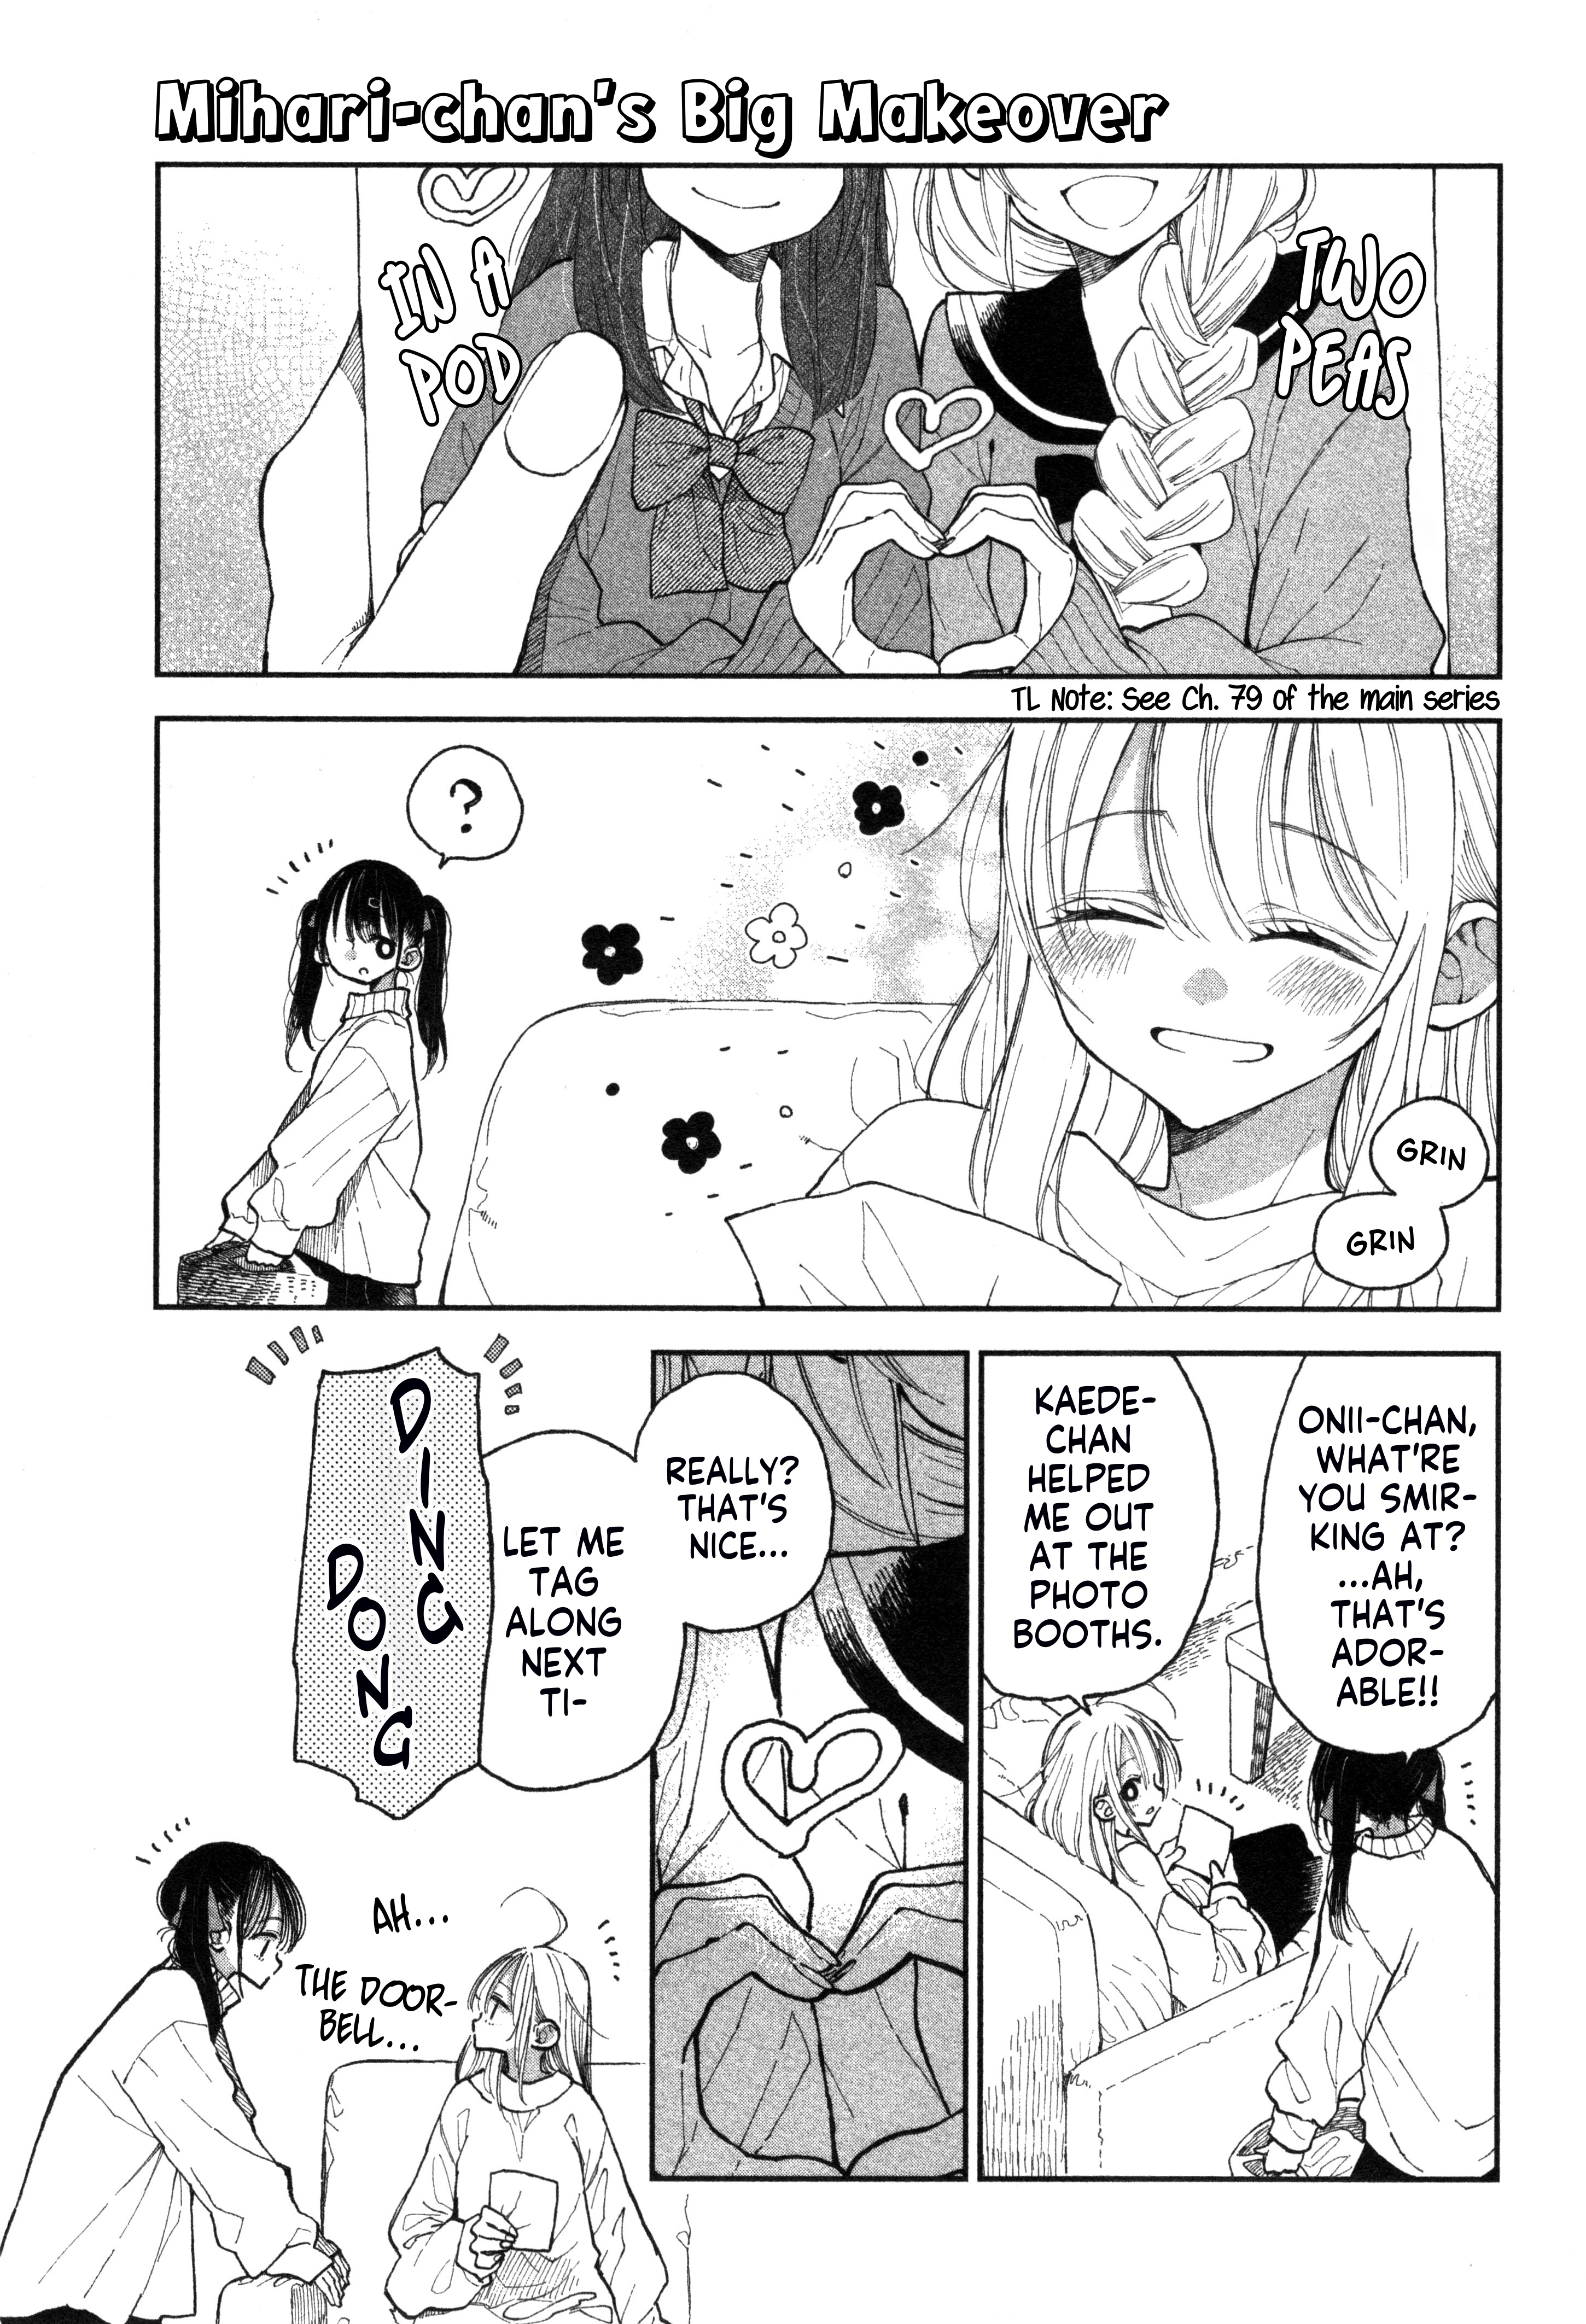 Mihari-chan's Big Makeover
TWO
PEAS
IN A
POD
TL Note: See Ch. 79 of the main series
?
GRIN
GRIN
ONII-CHAN,
WHAT'RE
YOU SMIR-
KING AT?
...AH,
THAT'S
ADOR-
ABLE!!
KAEDE-
CHAN
HELPED
ME OUT
AT THE
PHOTO
BOOTHS.
REALLY?
THAT'S
NICE...
LET ME
TAG
ALONG
NEXT
TI-
DING
DONG
AH...
THE DOOR-
BELL...